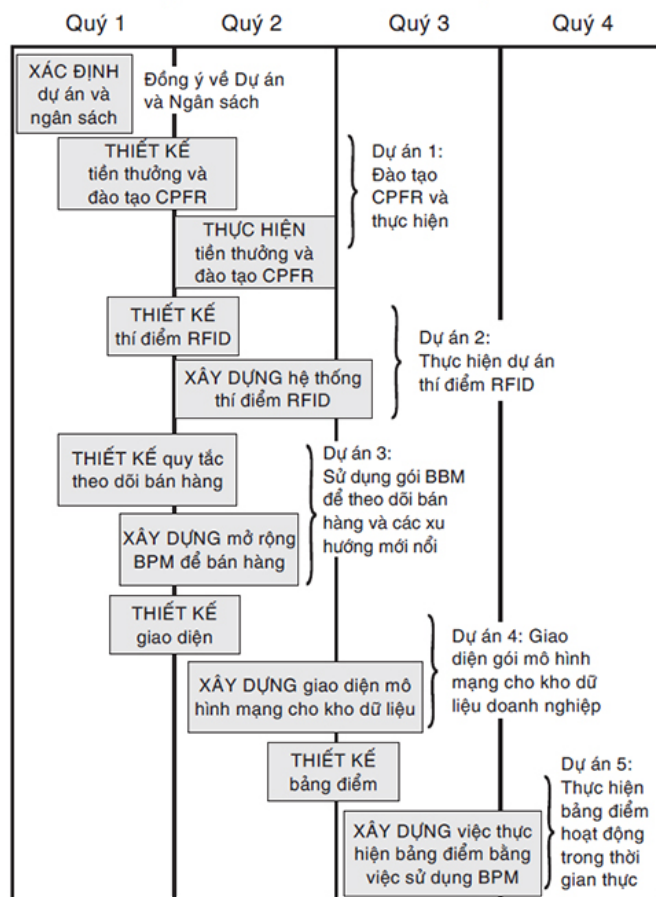 Quý 1 Quý 2 Quý 3 Quý 4
XÁC ĐỊNH
dự án và
ngân sách
Đồng ý về Dự án
và Ngân sách
THIẾT KẾ
tiền thưởng và
đào tạo CPFR
Dự án 1:
Đào tạo
CPFR và
thực hiện
THỰC HIỆN
tiền thưởng và
đào tạo CPFR
THIẾT KẾ
thí điểm RFID
Dự án 2:
Thực hiện dự án
thí điểm RFID
XÂY DỰNG hệ thống
thí điểm RFID
THIẾT KẾ quy tắc
theo dõi bán hàng
Dự án 3:
Sử dụng gói BBM
để theo dõi bán
hàng và các xu
hướng mới nổi
XÂY DỰNG mở rộng
BPM để bán hàng
THIẾT KẾ
giao diện
Dự án 4: Giao
diện gói mô hình
mạng cho kho dữ
liệu doanh nghiệp
XÂY DỰNG giao diện mô
hình mạng cho kho dữ liệu
THIẾT KẾ
bảng điểm
Dự án 5:
Thực hiện
bảng điểm
hoạt động
trong thời
gian thực
XÂY DỰNG việc thực
hiện bảng điểm bằng
việc sử dụng BPM